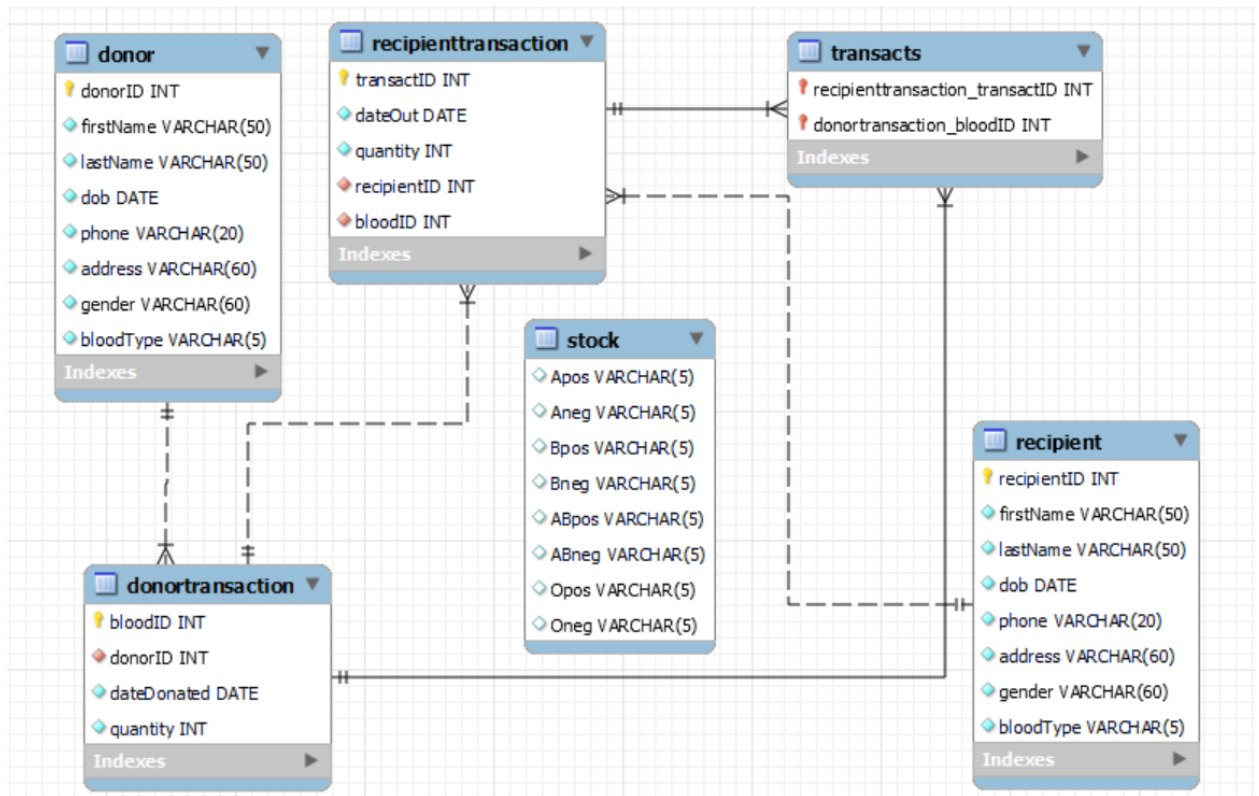 donor
donorID INT
firstName VARCHAR(50)
lastName VARCHAR(50)
dob DATE
phone VARCHAR(20)
address VARCHAR(60)
gender VARCHAR(60)
bloodType VARCHAR(5)
Indexes
recipienttransaction
transactID INT
dateOut DATE
quantity INT
recipientID INT
bloodID INT
Indexes
transacts
recipienttransaction_transactID INT
donortransaction_bloodID INT
Indexes
stock
Apos VARCHAR(5)
Aneg VARCHAR(5)
Bpos VARCHAR(5)
Bneg VARCHAR(5)
ABpos VARCHAR(5)
ABneg VARCHAR(5)
Opos VARCHAR(5)
Oneg VARCHAR(5)
recipient
recipientID INT
firstName VARCHAR(50)
lastName VARCHAR(50)
dob DATE
phone VARCHAR(20)
address VARCHAR(60)
gender VARCHAR(60)
bloodType VARCHAR(5)
Indexes
donortransaction
bloodID INT
donorID INT
dateDonated DATE
quantity INT
Indexes